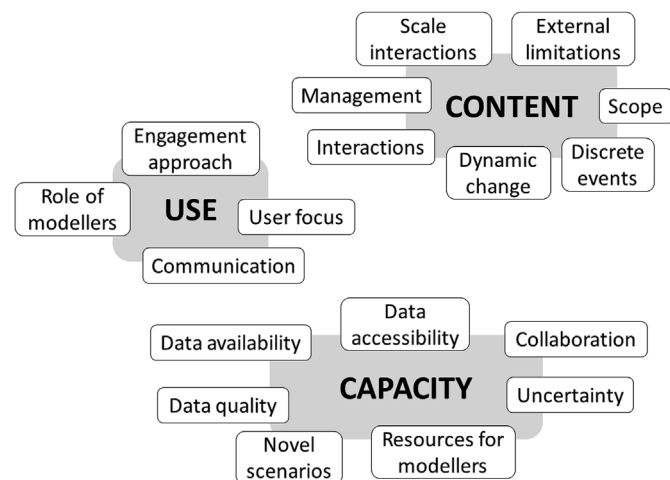 Scale
interactions
External
limitations
Management
CONTENT
Scope
Interactions
Dynamic
change
Discrete
events
Engagement
approach
Role of
modellers
USE
User focus
Communication
Data availability
Data
accessibility
Collaboration
CAPACITY
Data quality
Uncertainty
Novel
scenarios
Resources for
modellers